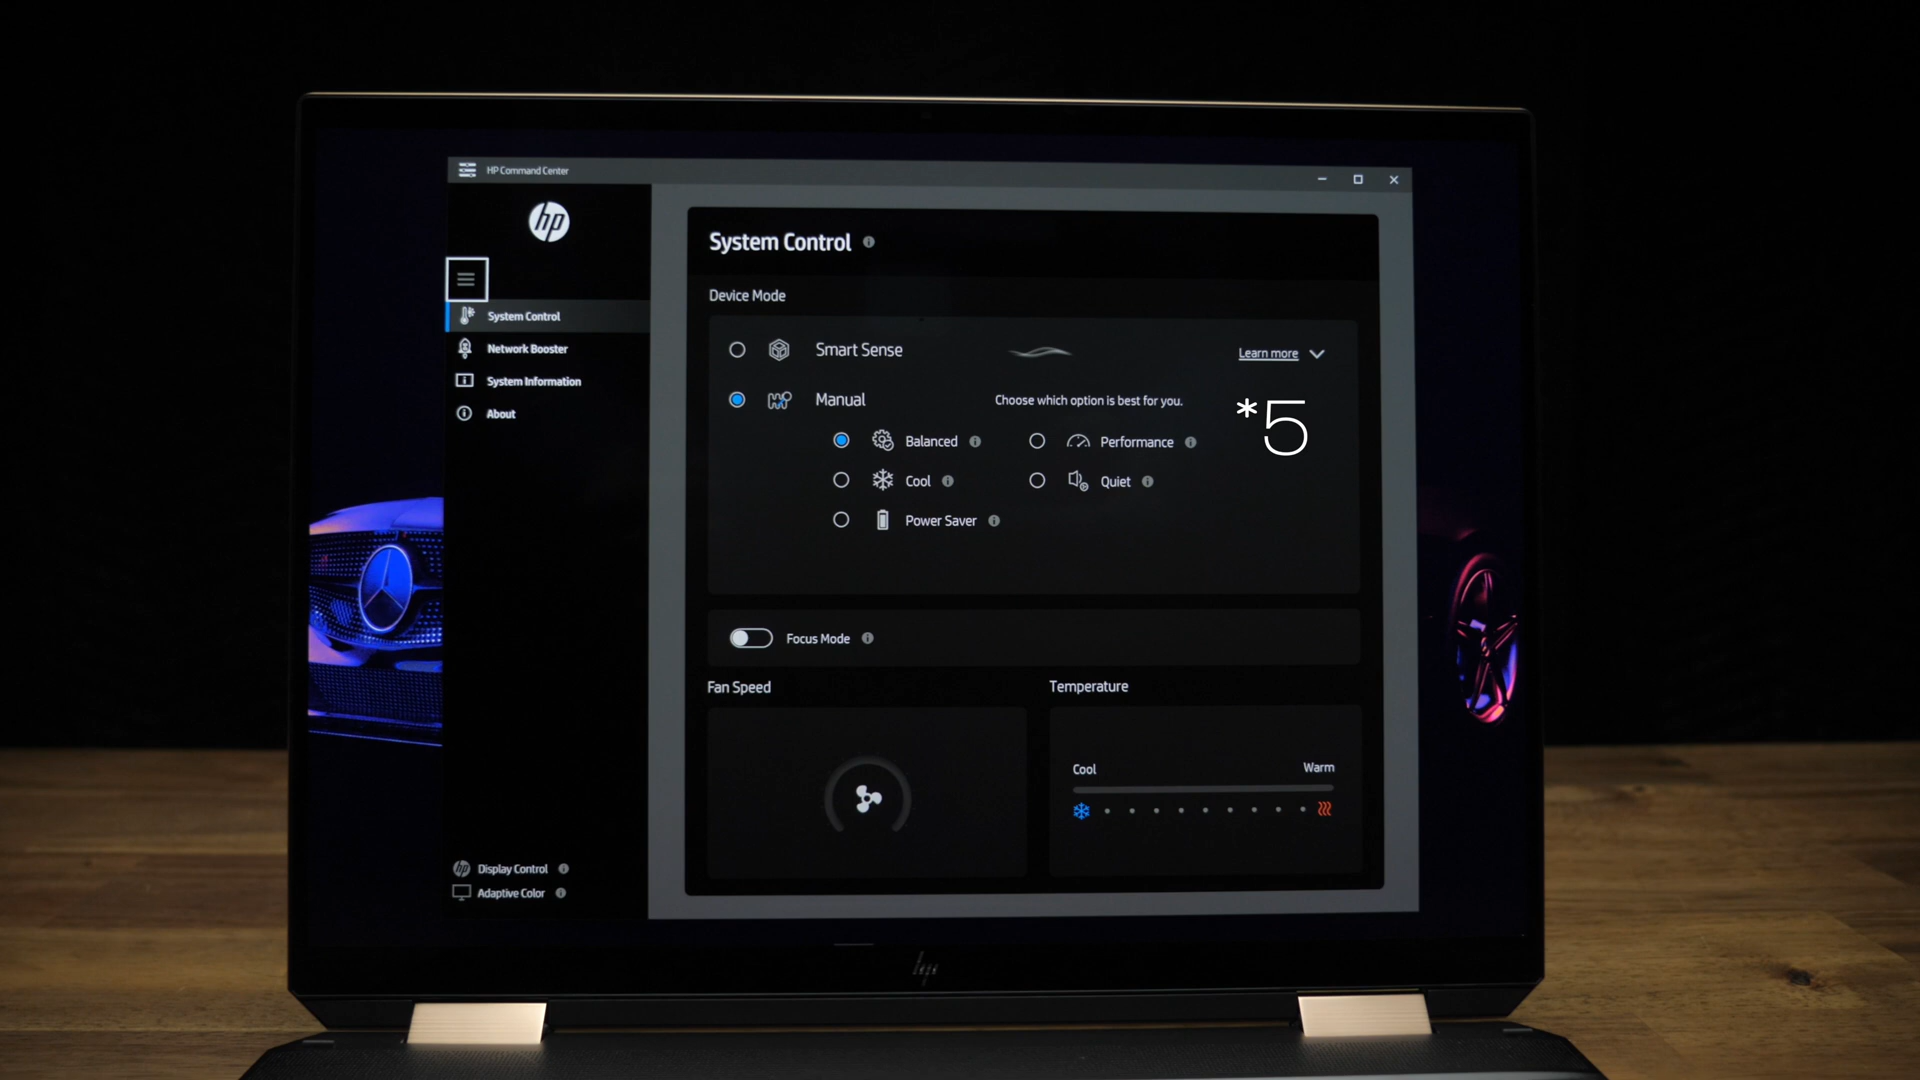 HP Command Center
hp
System Control
System Control
Network Booster
System Information
About
Device Mode
Smart Sense
Learn more
Manual
Choose which option is best for you.
*5
Balanced
Performance
Cool
Quiet
Power Saver
Focus Mode
Fan Speed
Temperature
Cool
Warm
Display Control
Adaptive Color
hp